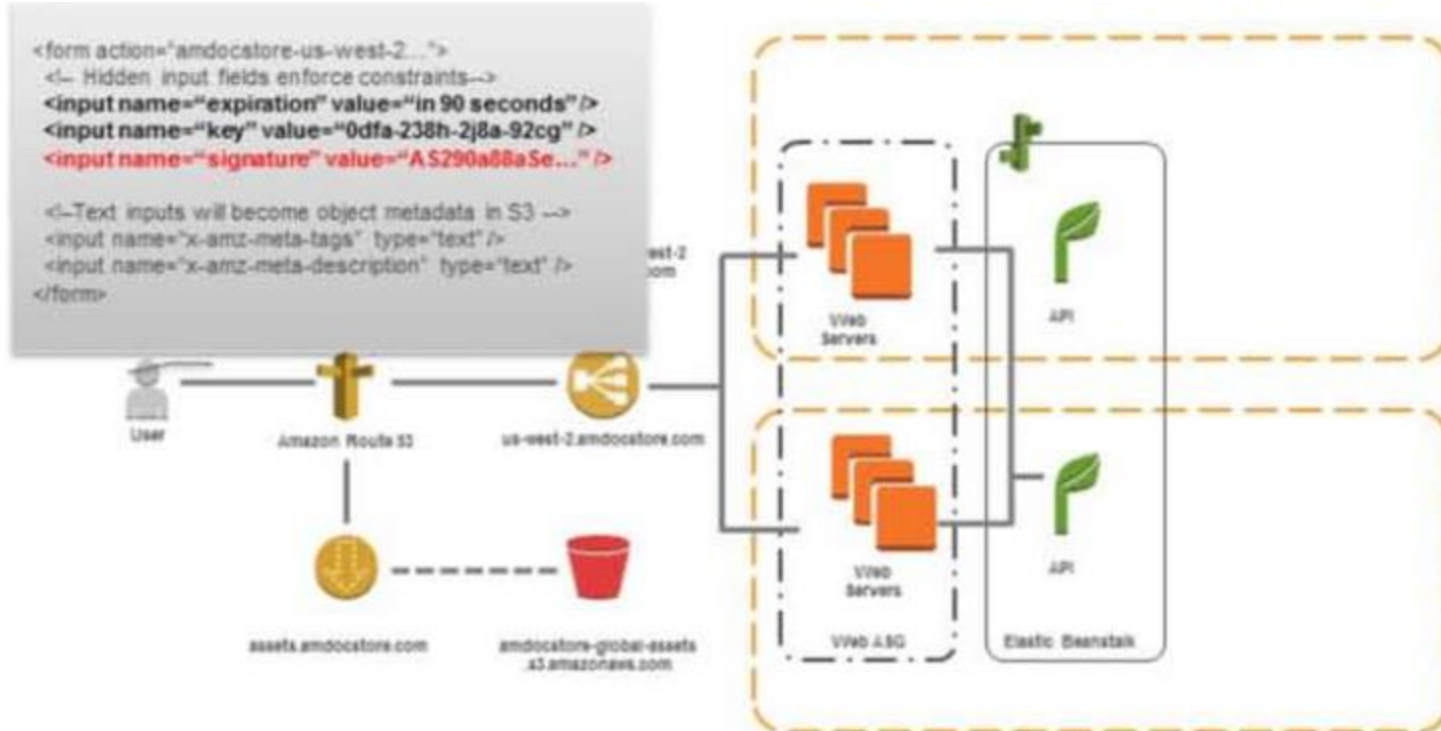 <form action="amdocstore-us-west-2...">
<!-- Hidden input fields enforce constraints-->
<input name="expiration" value="in 90 seconds" />
<input name="key" value="0dfa-238h-2j8a-92cg" />
<input name="signature" value="AS290a88aSe..." />
<!--Text inputs will become object metadata in S3 -->
<input name="x-amz-meta-tags" type="text" />
<input name="x-amz-meta-description" type="text" />
</form>
est-2
om
Web
Servers
API
User
Amazon Route 53
us-west-2.amdocstore.com
Web
Servers
API
assets.amdocstore.com
amdocstore-global-assets
.s3.amazonaws.com
Web ASG
Elastic Beanstalk